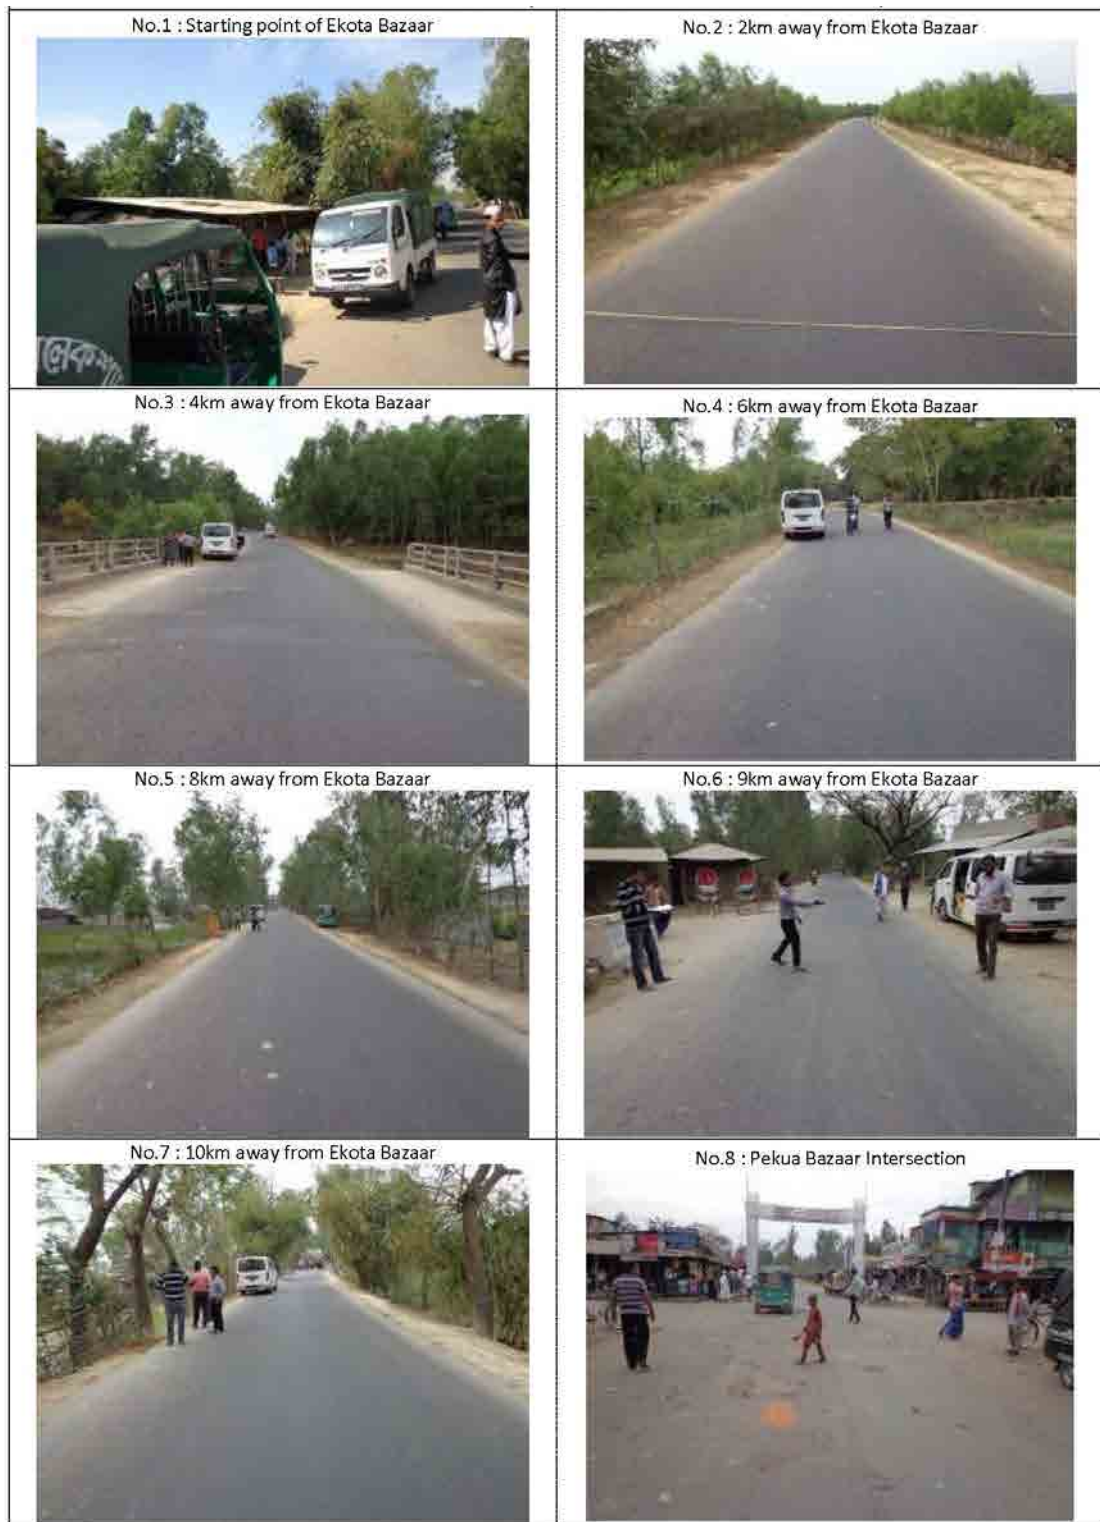 No.1 : Starting point of Ekota Bazaar
No.2 : 2km away from Ekota Bazaar
No.3 : 4km away from Ekota Bazaar
No.4 : 6km away from Ekota Bazaar
No.5 : 8km away from Ekota Bazaar
No.6 : 9km away from Ekota Bazaar
No.7 : 10km away from Ekota Bazaar
No.8 : Pekua Bazaar Intersection